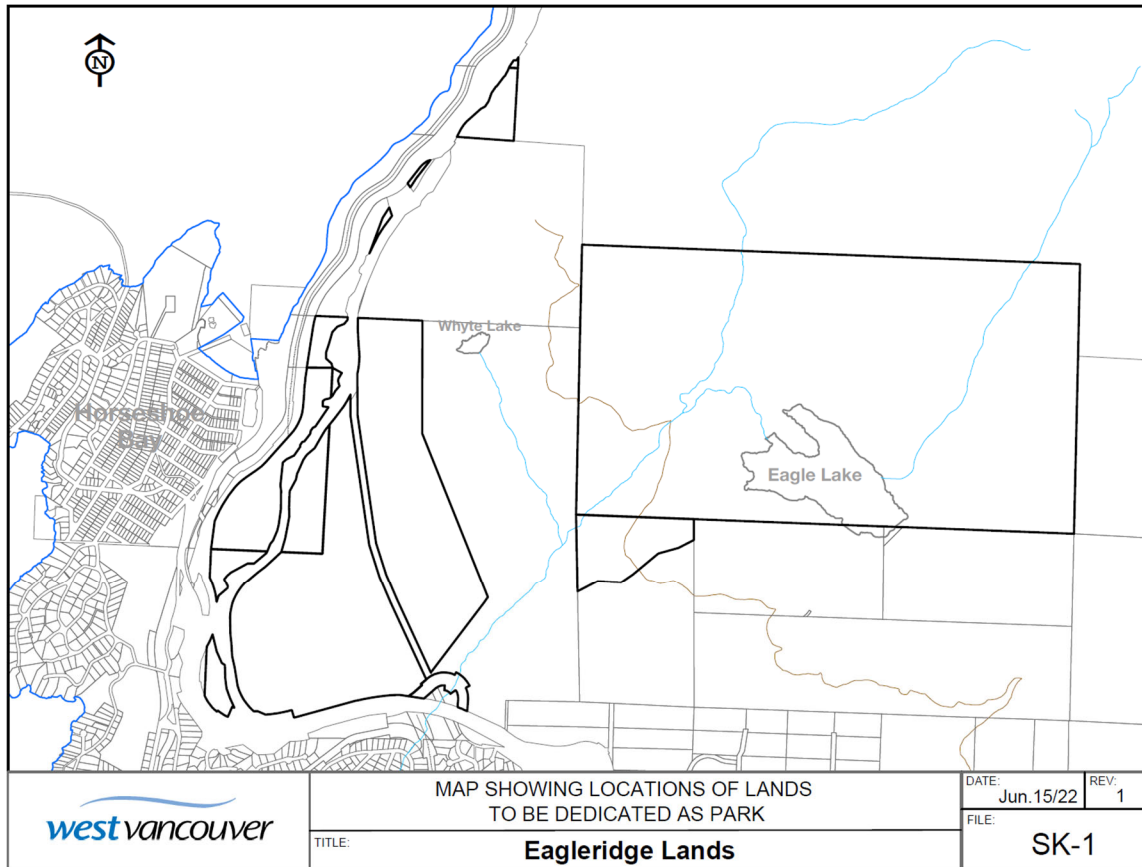 N
Whyte Lake
Horseshoe
Bay
Eagle Lake
west vancouver
MAP SHOWING LOCATIONS OF LANDS
TO BE DEDICATED AS PARK
TITLE:
Eagleridge Lands
DATE:
Jun.15/22
REV:
1
FILE:
SK-1